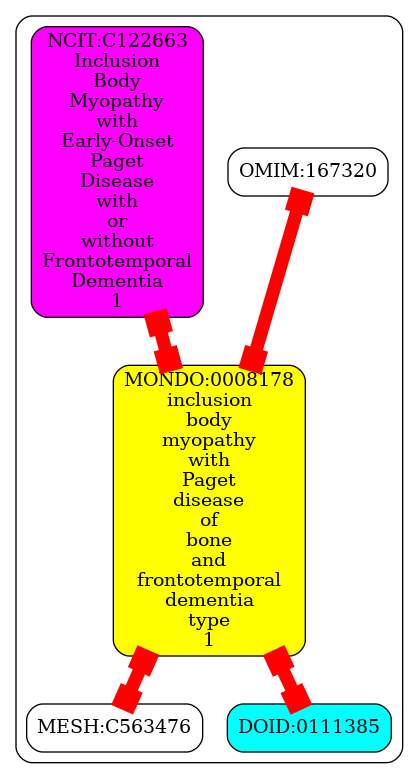 NCIT:C122663
Inclusion
Body
Myopathy
with
Early-Onset
Paget
Disease
with
or
without
Frontotemporal
Dementia
1
OMIM:167320
MONDO:0008178
inclusion
body
myopathy
with
Paget
disease
of
bone
and
frontotemporal
dementia
type
1
MESH:C563476
DOID:0111385